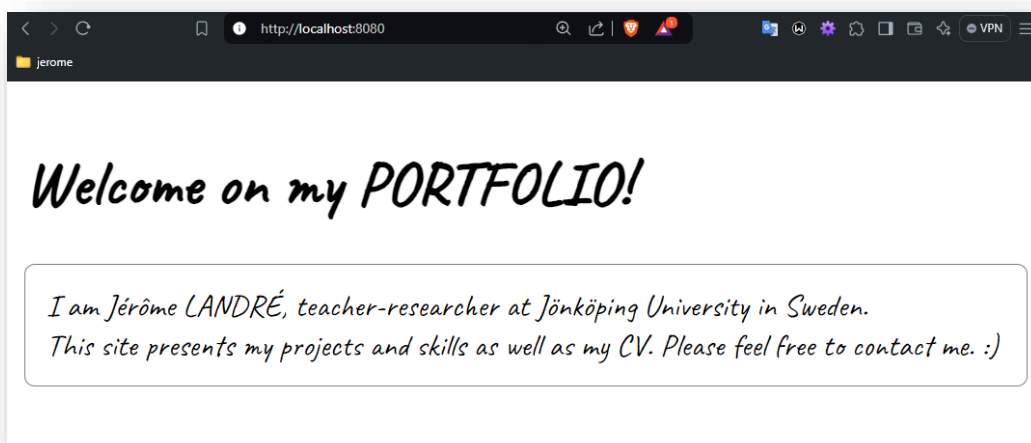 http://localhost:8080
VPN
jerome
Welcome on my PORTFOLIO!
I am Jérôme LANDRÉ, teacher-researcher at Jönköping University in Sweden.
This site presents my projects and skills as well as my CV. Please feel free to contact me. :)